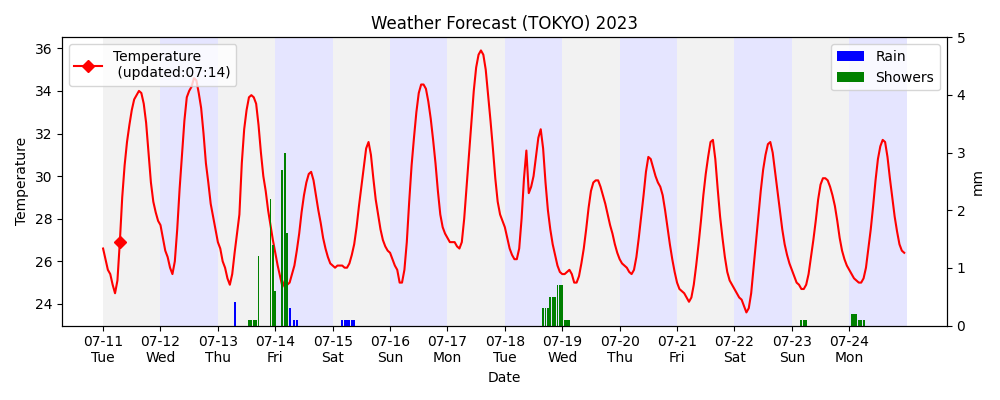 Weather Forecast (TOKYO) 2023
Temperature
(updated:07:14)
Rain
Showers
Temperature
36
34
32
30
28
26
24
5
4
3
2
1
0
mm
07-11 07-12 07-13 07-14 07-15 07-16 07-17 07-18 07-19 07-20 07-21 07-22 07-23 07-24
Tue Wed Thu Fri Sat Sun Mon Tue Wed Thu Fri Sat Sun Mon
Date